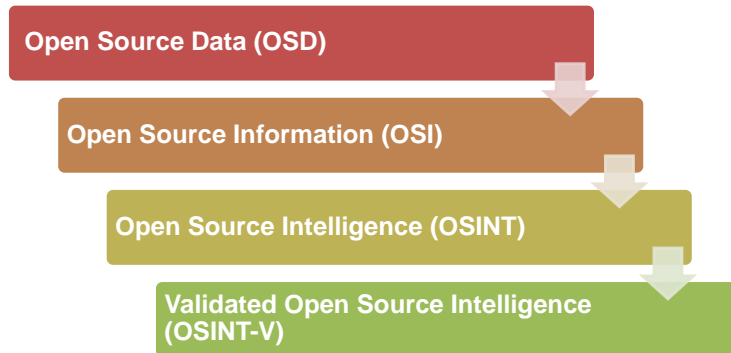 Open Source Data (OSD)
Open Source Information (OSI)
Open Source Intelligence (OSINT)
Validated Open Source Intelligence
(OSINT-V)